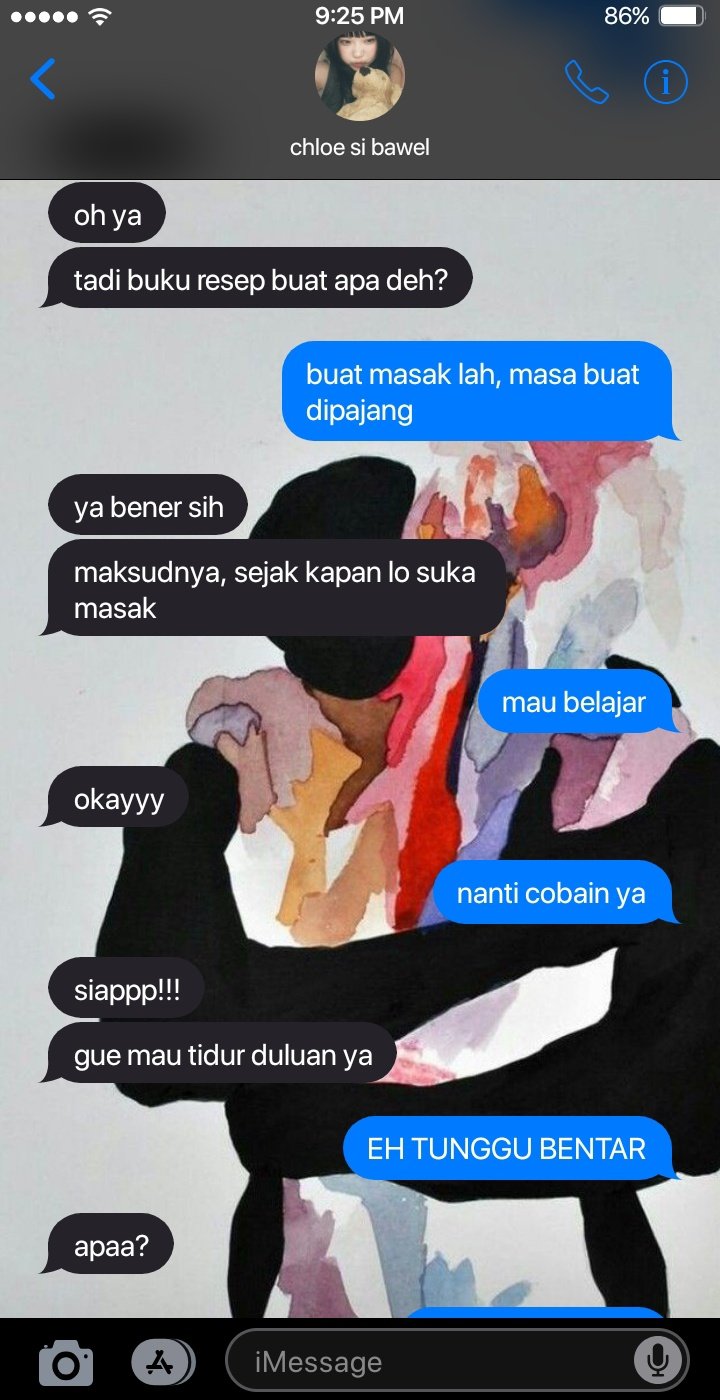 9:25 PM
86%
chloe si bawel
oh ya
tadi buku resep buat apa deh?
buat masak lah, masa buat
dipajang
ya bener sih
maksudnya, sejak kapan lo suka
masak
mau belajar
okayyy
nanti cobain ya
siappp!!!
gue mau tidur duluan ya
EH TUNGGU BENTAR
apaa?
iMessage